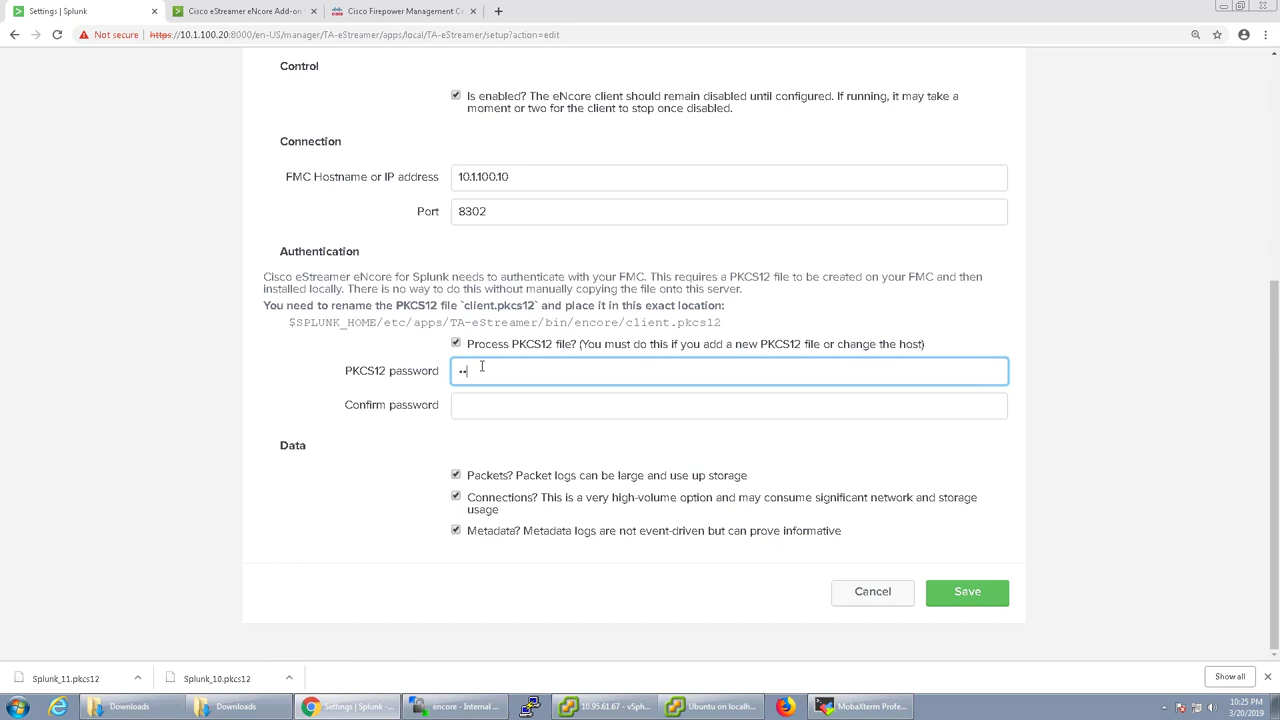 Settings | Splunk
Cisco eStreamer eNcore Add-on
Cisco Firepower Management C
Not secure | https://10.1.100.20:8000/en-US/manager/TA-eStreamer/apps/local/TA-eStreamer/setup?action=edit
Control
Is enabled? The eNcore client should remain disabled until configured. If running, it may take a
moment or two for the client to stop once disabled.
Connection
FMC Hostname or IP address
10.1.100.10
Port
8302
Authentication
Cisco eStreamer eNcore for Splunk needs to authenticate with your FMC. This requires a PKCS12 file to be created on your FMC and then
installed locally. There is no way to do this without manually copying the file onto this server.
You need to rename the PKCS12 file `client.pkcs12` and place it in this exact location:
$SPLUNK_HOME/etc/apps/TA-eStreamer/bin/encore/client.pkcs12
Process PKCS12 file? (You must do this if you add a new PKCS12 file or change the host)
PKCS12 password
••
Confirm password
Data
Packets? Packet logs can be large and use up storage
Connections? This is a very high-volume option and may consume significant network and storage
usage
Metadata? Metadata logs are not event-driven but can prove informative
Cancel
Save
Splunk_11.pkcs12
Splunk_10.pkcs12
Show all
Downloads
Downloads
Settings | Splunk -...
encore - Internal ...
10.95.61.67 - vSph...
Ubuntu on localh...
MobaXterm Profe...
10:25 PM
3/20/2019